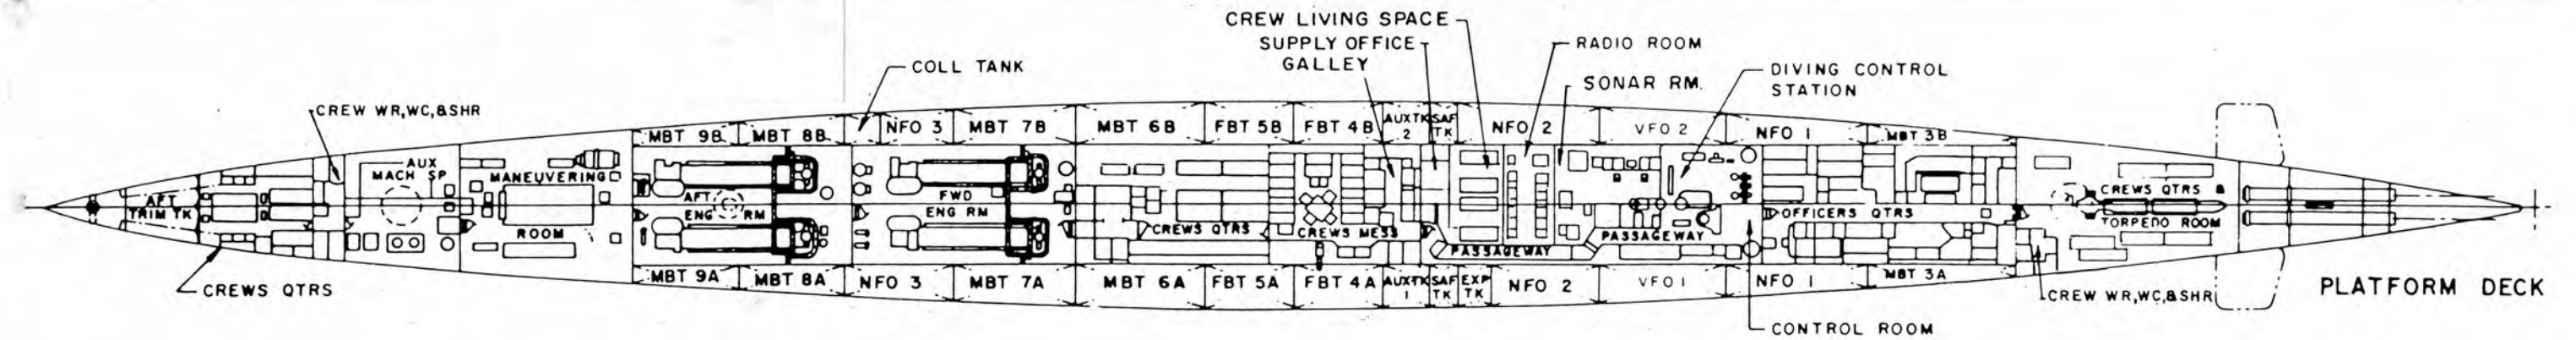 CREW LIVING SPACE
SUPPLY OFFICE
GALLEY
RADIO ROOM
SONAR RM.
DIVING CONTROL
STATION
COLL TANK
CREW WR,WC,&SHR
MBT 9B
MBT 8B
NFO 3
MBT 7B
MBT 6B
FBT 5B
FBT 4B
AUX TK
2
SAF
TK
NFO 2
VFO 2
NFO 1
MBT 3B
AFT
TRIM TK
AUX
MACH SP
MANEUVERING
ROOM
AFT
ENG RM
FWD
ENG RM
CREWS QTRS
CREWS MESS
PASSAGEWAY
PASSAGEWAY
OFFICERS QTRS
CREWS QTRS &
TORPEDO ROOM
MBT 9A
MBT 8A
NFO 3
MBT 7A
MBT 6A
FBT 5A
FBT 4A
AUX TK
1
SAF
TK
EXP
TK
NFO 2
VFO 1
NFO 1
MBT 3A
CREWS QTRS
CREW WR,WC,&SHR
CONTROL ROOM
PLATFORM DECK